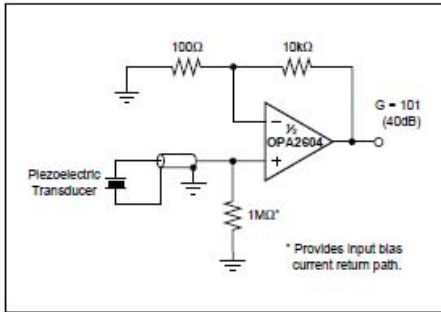 100Ω
10kΩ
G = 101
(40dB)
½
OPA2604
Piezoelectric
Transducer
1MΩ*
* Provides input bias
current return path.